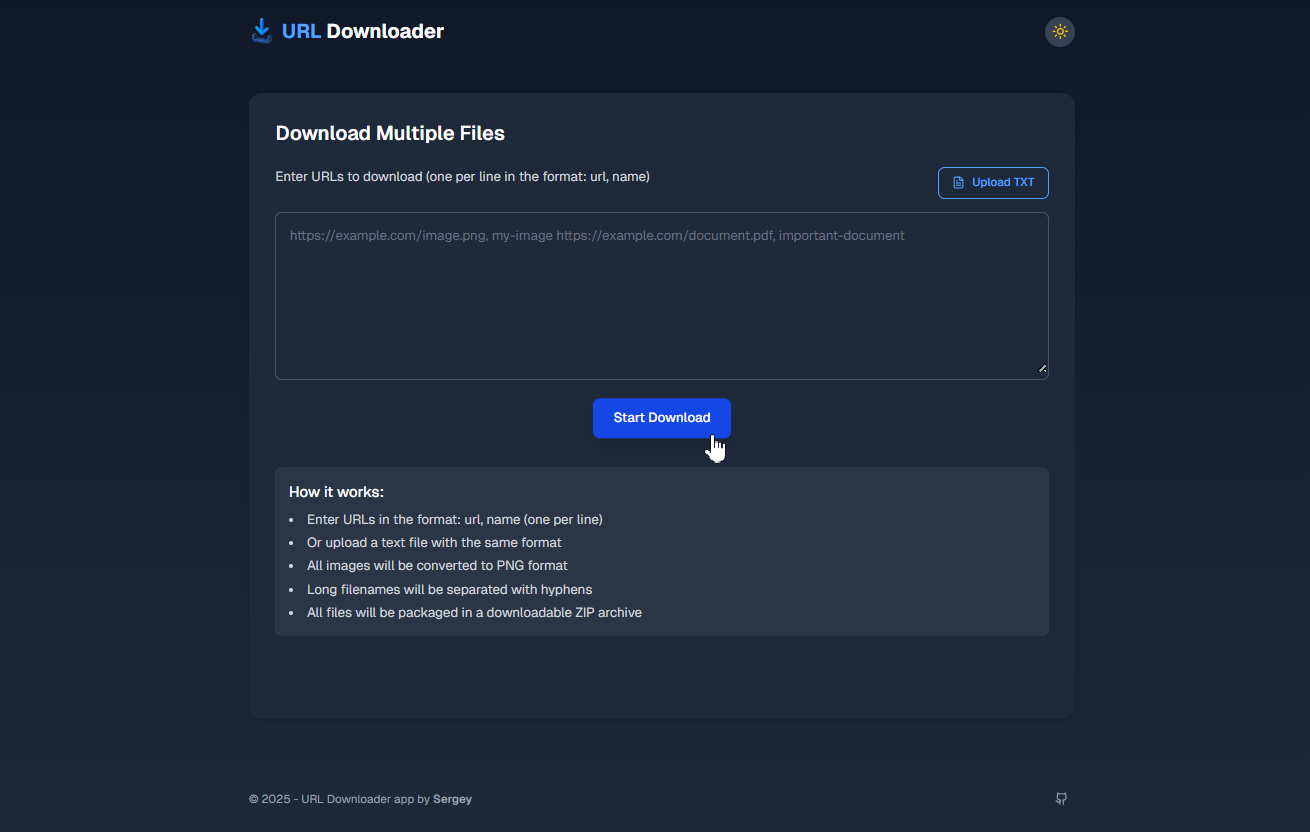 URL Downloader
Download Multiple Files
Enter URLs to download (one per line in the format: url, name)
Upload TXT
https://example.com/image.png, my-image https://example.com/document.pdf, important-document
Start Download
How it works:
• Enter URLs in the format: url, name (one per line)
• Or upload a text file with the same format
• All images will be converted to PNG format
• Long filenames will be separated with hyphens
• All files will be packaged in a downloadable ZIP archive
© 2025 - URL Downloader app by Sergey